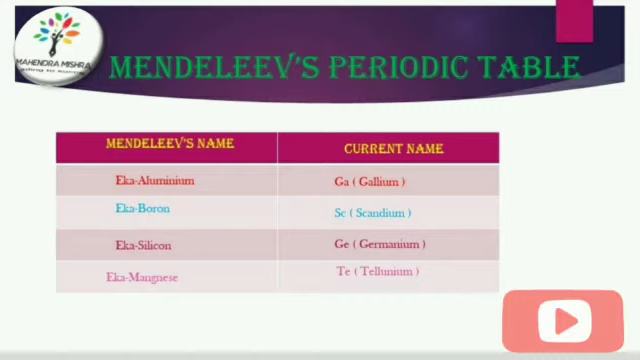 MAHENDRA MISHRA
MENDELEEV'S PERIODIC TABLE
MENDELEEV'S NAME CURRENT NAME
Eka-Aluminium Ga ( Gallium )
Eka-Boron Sc ( Scandium )
Eka-Silicon Ge ( Germanium )
Eka-Mangnese Te ( Tellunium )